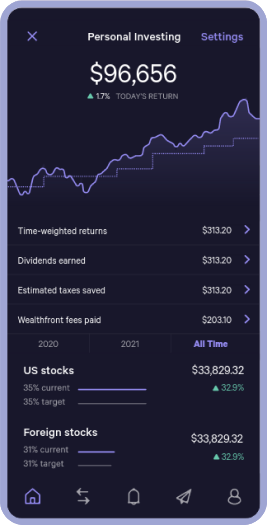 Personal Investing Settings
$96,656
▲ 1.7% TODAY'S RETURN
Time-weighted returns $313.20
Dividends earned $313.20
Estimated taxes saved $313.20
Wealthfront fees paid $203.10
2020 2021 All Time
US stocks $33,829.32
35% current ▲ 32.9%
35% target
Foreign stocks $33,829.32
31% current ▲ 32.9%
31% target